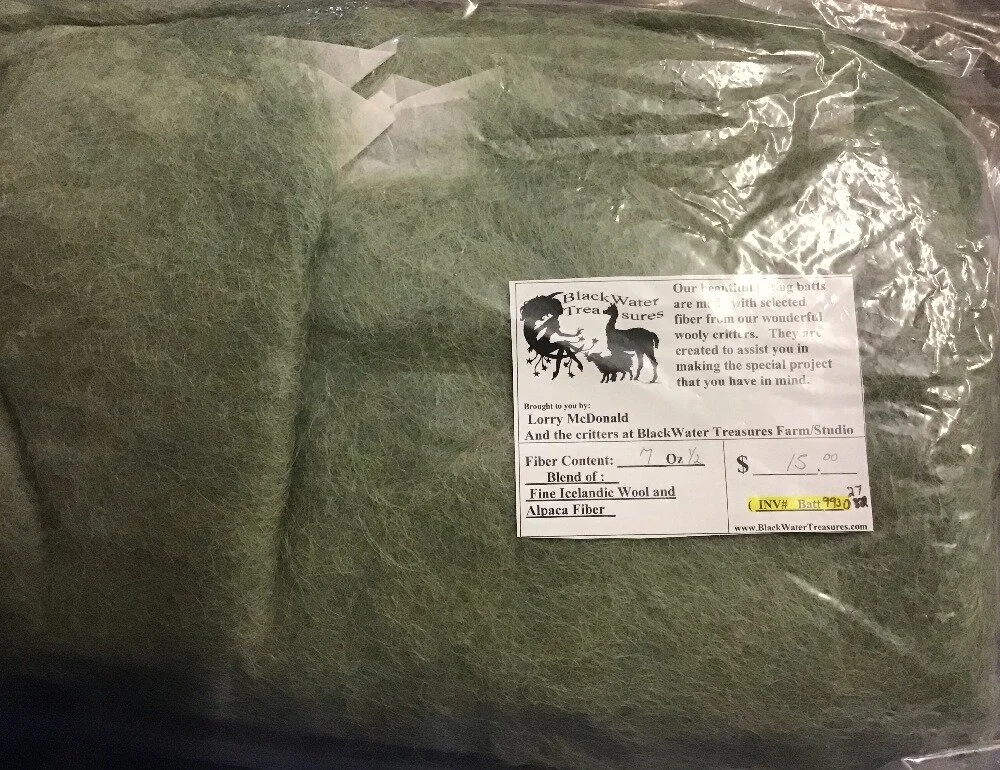 BlackWater
Treasures
Our beautiful batts
are with selected
fiber from our wonderful
wooly critters. They are
created to assist you in
making the special project
that you have in mind.
Brought to you by:
Lorry McDonald
And the critters at BlackWater Treasures Farm/Studio
Fiber Content: 7 Oz 1/2
Blend of :
Fine Icelandic Wool and
Alpaca Fiber
$ 15.00
27
( INV# Batt 9930
www.BlackWaterTreasures.com